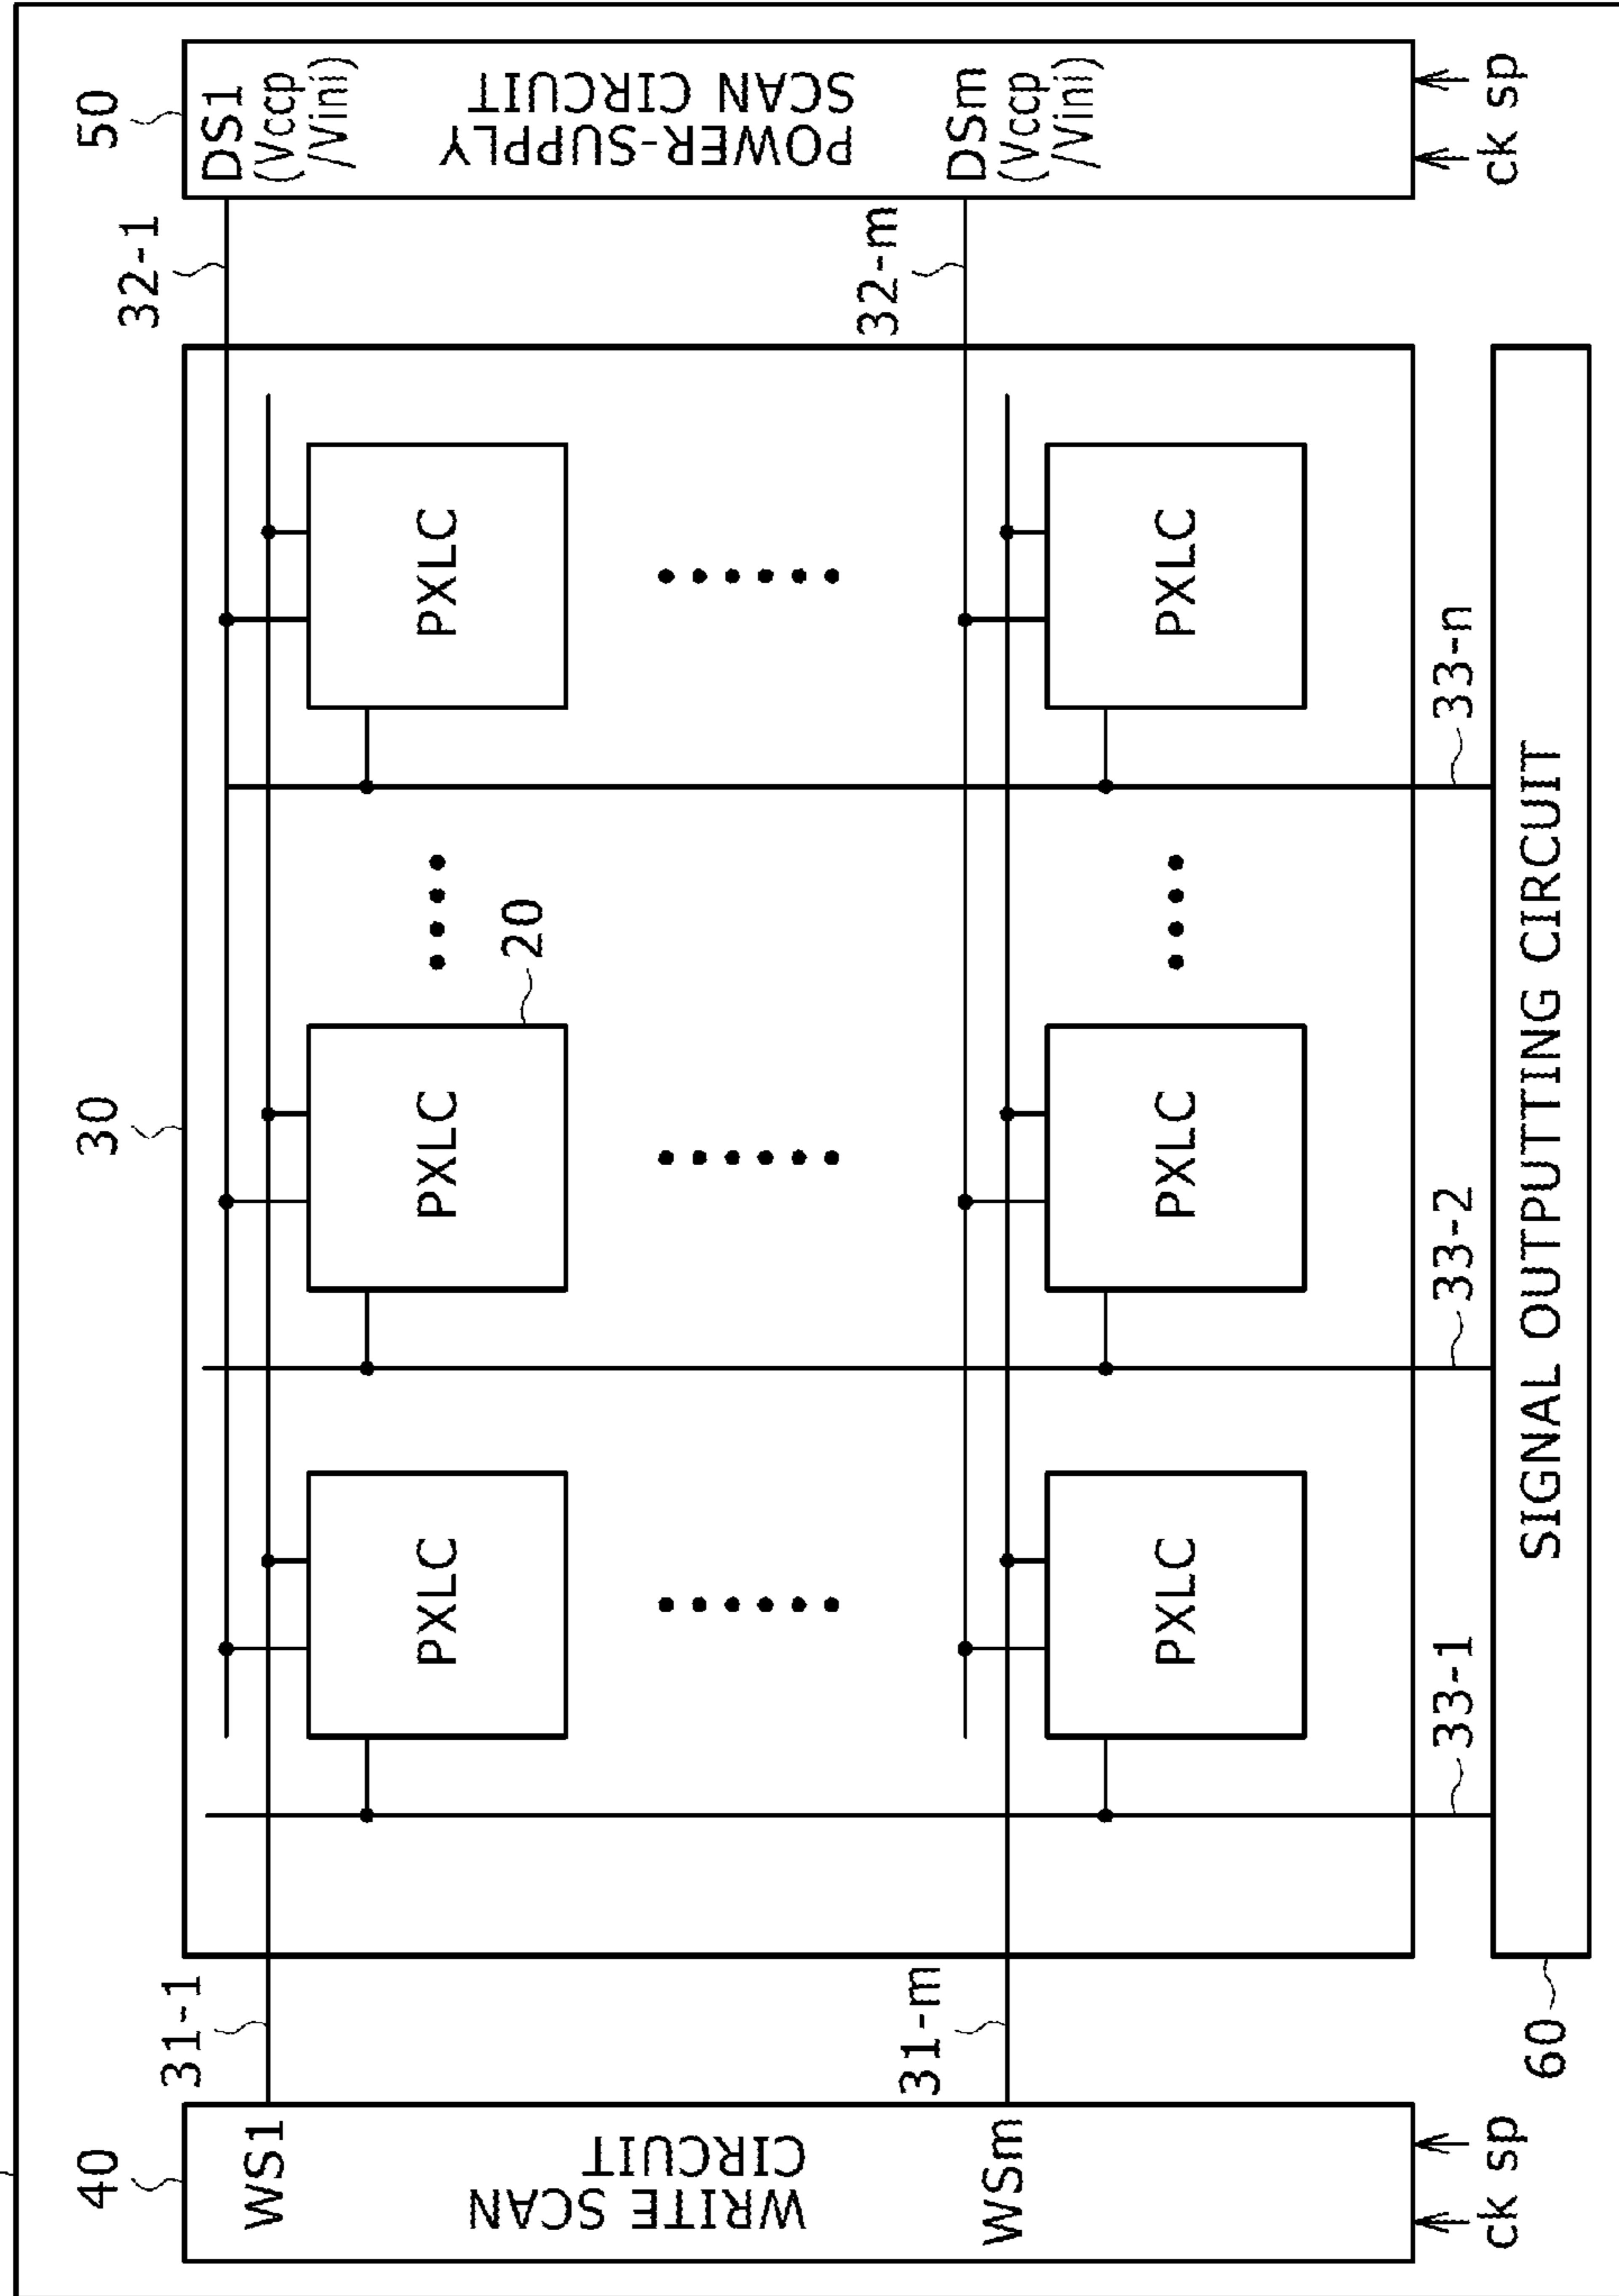 40
30
50
31-1
32-1
WS1
DS1
(Vccp
/Vini)
PXLC
PXLC
PXLC
20
WRITE SCAN
CIRCUIT
POWER-SUPPLY
SCAN CIRCUIT
31-m
32-m
WSm
DSm
(Vccp
/Vini)
PXLC
PXLC
PXLC
33-1
33-2
33-n
ck sp
ck sp
60
SIGNAL OUTPUTTING CIRCUIT